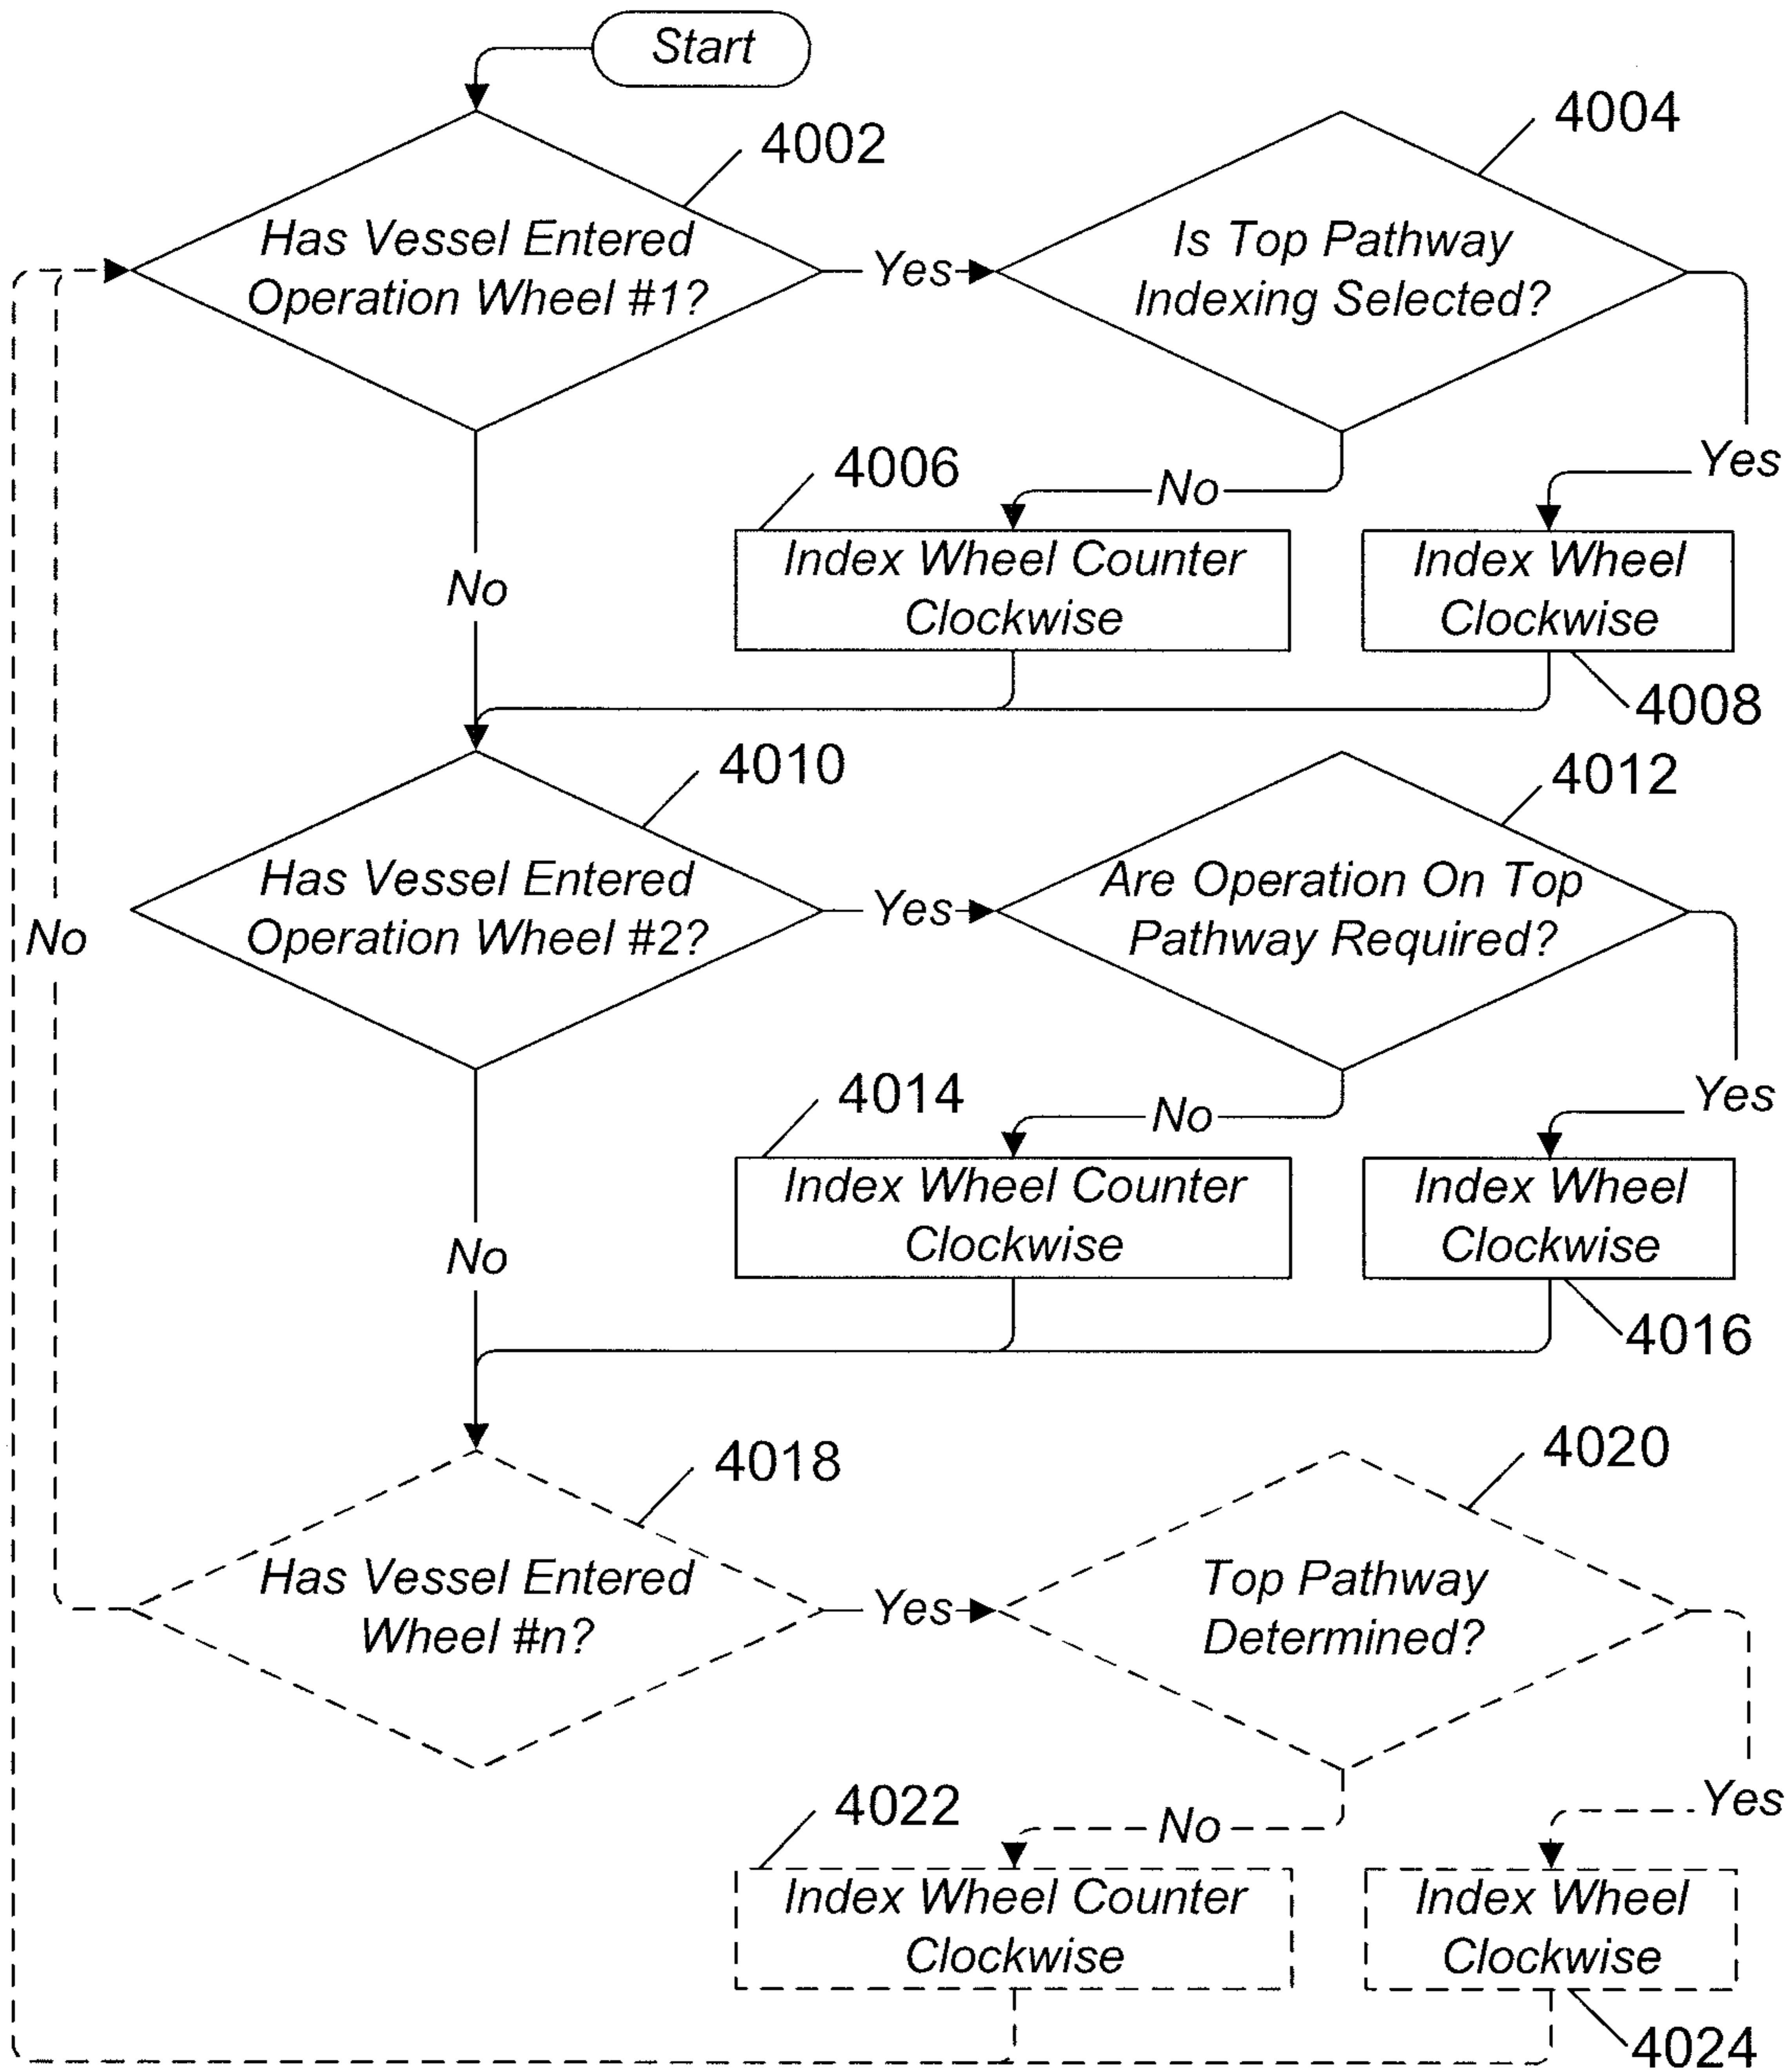 Start
4002
4004
Has Vessel Entered
Operation Wheel #1?
Yes
Is Top Pathway
Indexing Selected?
Yes
4006
No
No
Index Wheel Counter
Clockwise
Index Wheel
Clockwise
4008
4010
4012
Has Vessel Entered
Operation Wheel #2?
Yes
Are Operation On Top
Pathway Required?
No
Yes
4014
No
No
Index Wheel Counter
Clockwise
Index Wheel
Clockwise
4016
4018
4020
Has Vessel Entered
Wheel #n?
Yes
Top Pathway
Determined?
Yes
4022
No
Index Wheel Counter
Clockwise
Index Wheel
Clockwise
4024